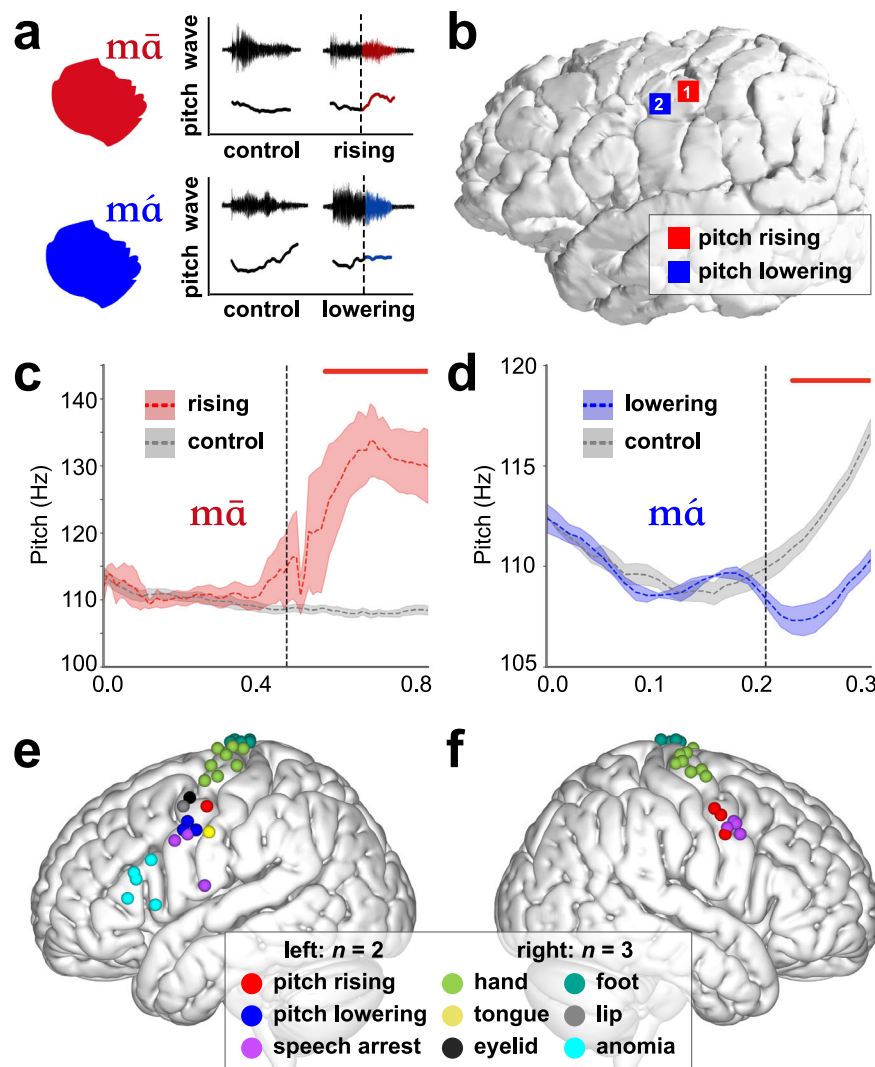 a
mā
wave
pitch
control rising
má
wave
pitch
control lowering
b
1
2
pitch rising
pitch lowering
c
rising
control
mā
Pitch (Hz)
140
130
120
110
100
0.0 0.4 0.8
d
lowering
control
má
Pitch (Hz)
120
115
110
105
0.0 0.1 0.2 0.3
e
f
left: n = 2 right: n = 3
pitch rising hand foot
pitch lowering tongue lip
speech arrest eyelid anomia